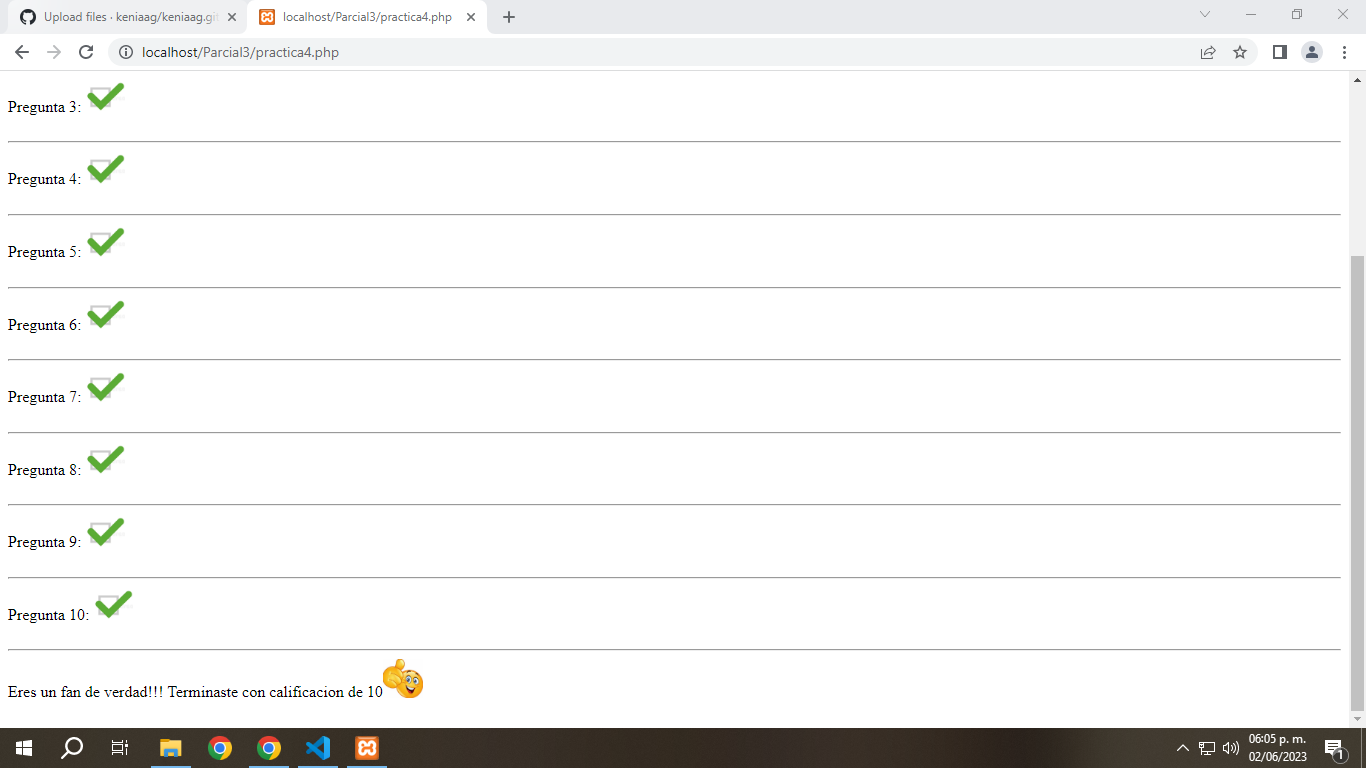 Upload files · keniaag/keniaag.git
localhost/Parcial3/practica4.php
localhost/Parcial3/practica4.php
Pregunta 3:
Pregunta 4:
Pregunta 5:
Pregunta 6:
Pregunta 7:
Pregunta 8:
Pregunta 9:
Pregunta 10:
Eres un fan de verdad!!! Terminaste con calificacion de 10
06:05 p. m.
02/06/2023
1